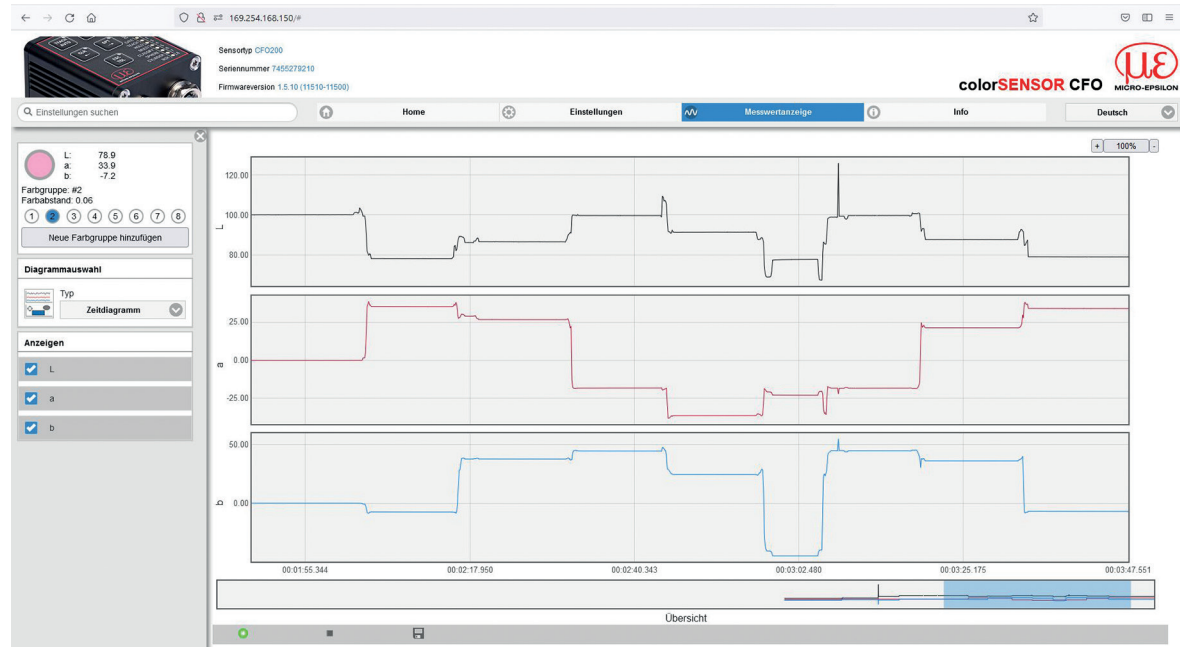 169.254.168.150/#
Sensortyp CFO200
Seriennummer 7455279210
Firmwareversion 1.5.10 (11510-11500)
colorSENSOR CFO
με
MICRO-EPSILON
Einstellungen suchen
Home
Einstellungen
Messwertanzeige
Info
Deutsch
L: 78.9
a: 33.9
b: -7.2
Farbgruppe: #2
Farbabstand: 0.06
1 2 3 4 5 6 7 8
Neue Farbgruppe hinzufügen
Diagrammauswahl
Typ
Zeitdiagramm
Anzeigen
L
a
b
+ 100% -
120.00
100.00
80.00
L
25.00
0.00
-25.00
a
50.00
0.00
b
00:01:55.344 00:02:17.950 00:02:40.343 00:03:02.480 00:03:25.175 00:03:47.551
Übersicht